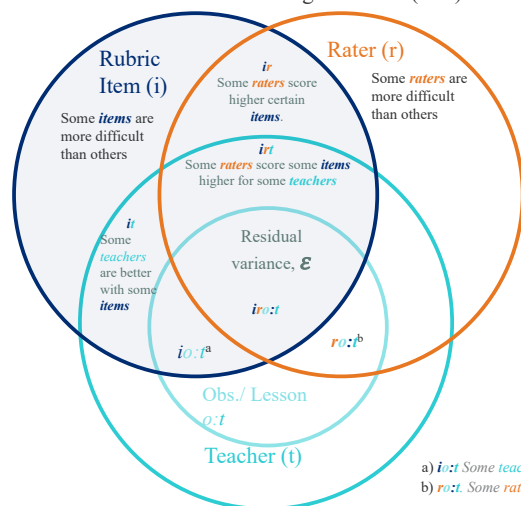 Rubric
Item (i)
Rater (r)
Some items are
more difficult
than others
ir
Some raters score
higher certain
items.
Some raters are
more difficult
than others
irt
Some raters score some items
higher for some teachers
it
Some
teachers
are better
with some
items
Residual
variance, ε
iro:t
io:tᵃ
ro:tᵇ
Obs./ Lesson
o:t
Teacher (t)
a) io:t Some teac
b) ro:t. Some rat